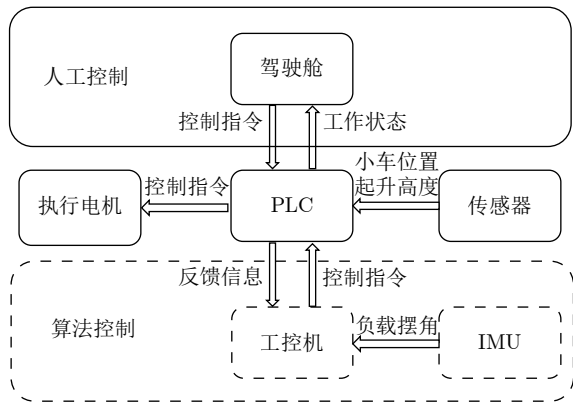 驾驶舱
人工控制
控制指令
工作状态
小车位置
控制指令
起升高度
执行电机
PLC
传感器
反馈信息
控制指令
算法控制
负载摆角
工控机
IMU